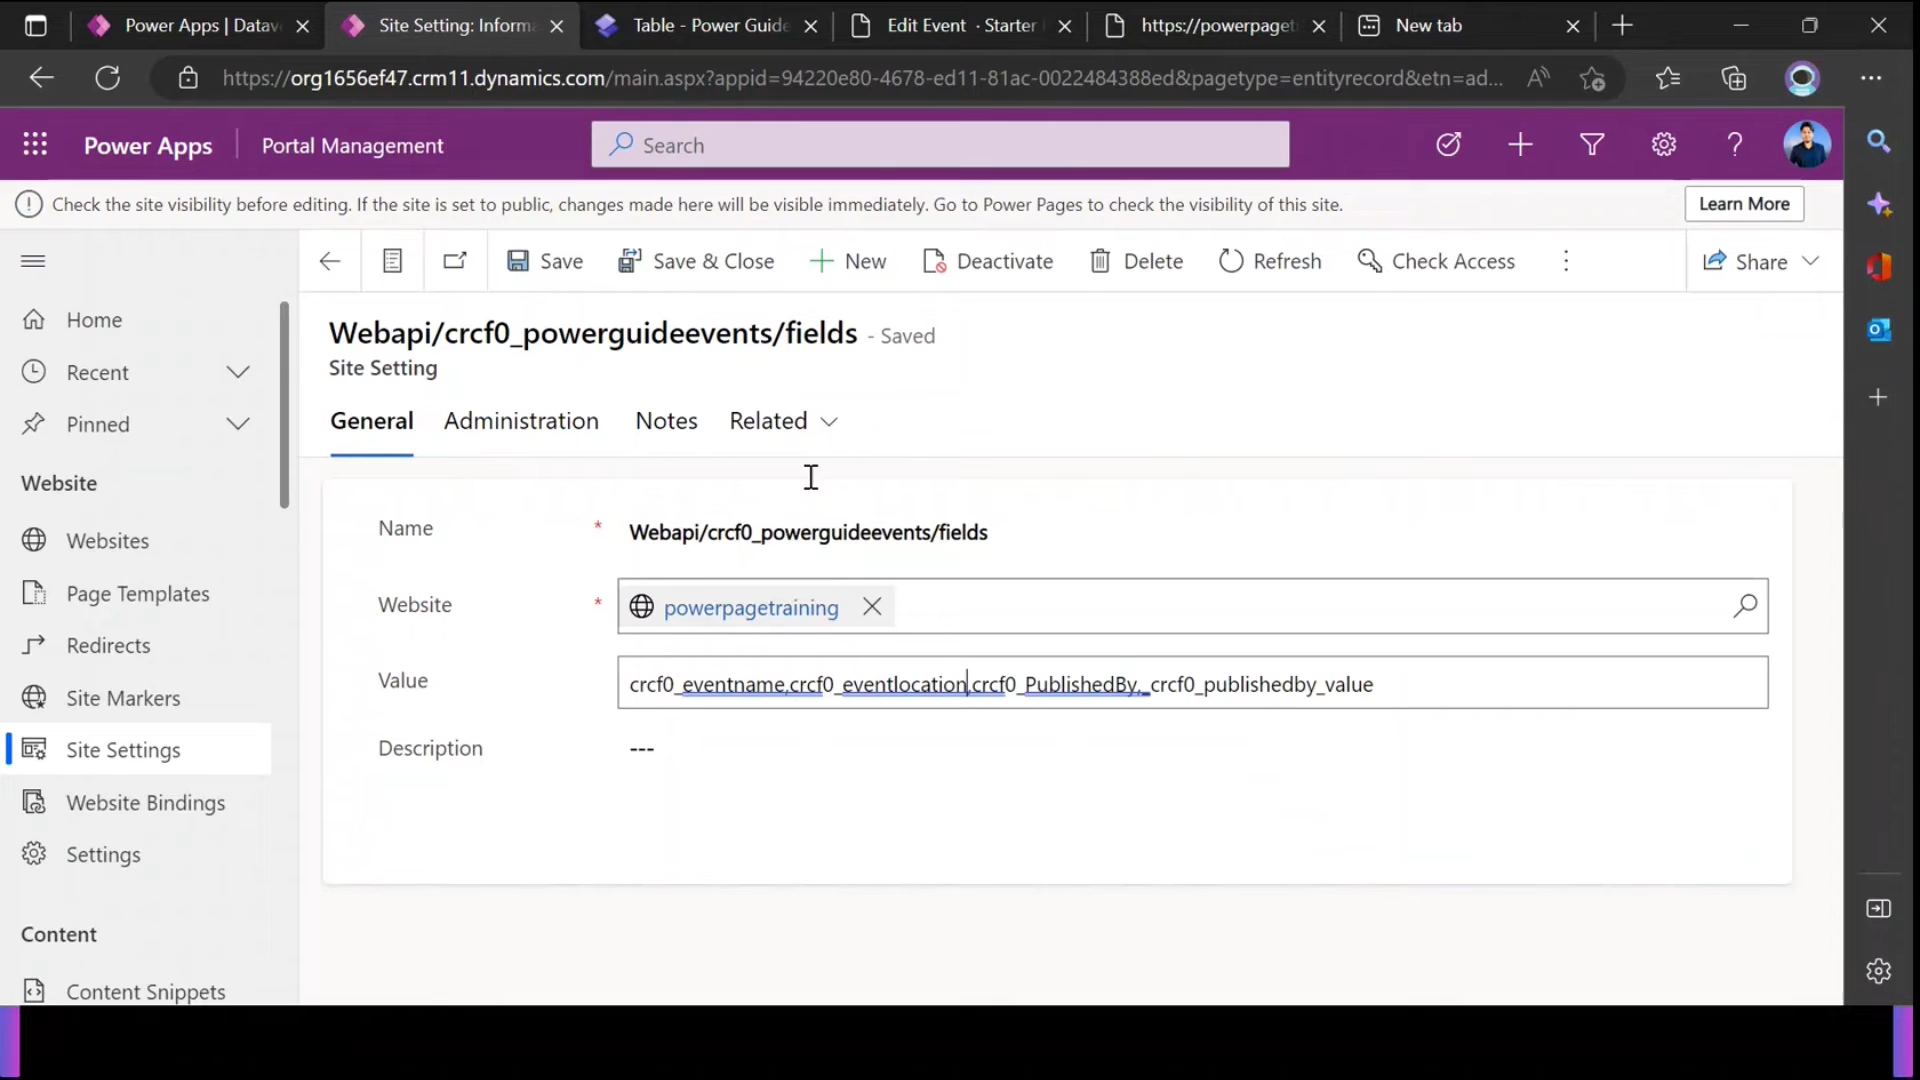 Power Apps | Datav
Site Setting: Informa
Table - Power Guide
Edit Event · Starter
https://powerpaget
New tab
https://org1656ef47.crm11.dynamics.com/main.aspx?appid=94220e80-4678-ed11-81ac-0022484388ed&pagetype=entityrecord&etn=ad...
Power Apps
Portal Management
Search
Check the site visibility before editing. If the site is set to public, changes made here will be visible immediately. Go to Power Pages to check the visibility of this site.
Learn More
Save
Save & Close
New
Deactivate
Delete
Refresh
Check Access
Share
Home
Recent
Pinned
Website
Websites
Page Templates
Redirects
Site Markers
Site Settings
Website Bindings
Settings
Content
Content Snippets
Webapi/crcf0_powerguideevents/fields - Saved
Site Setting
General
Administration
Notes
Related
Name *
Webapi/crcf0_powerguideevents/fields
Website *
powerpagetraining
Value
crcf0_eventname,crcf0_eventlocation,crcf0_PublishedBy,_crcf0_publishedby_value
Description
---